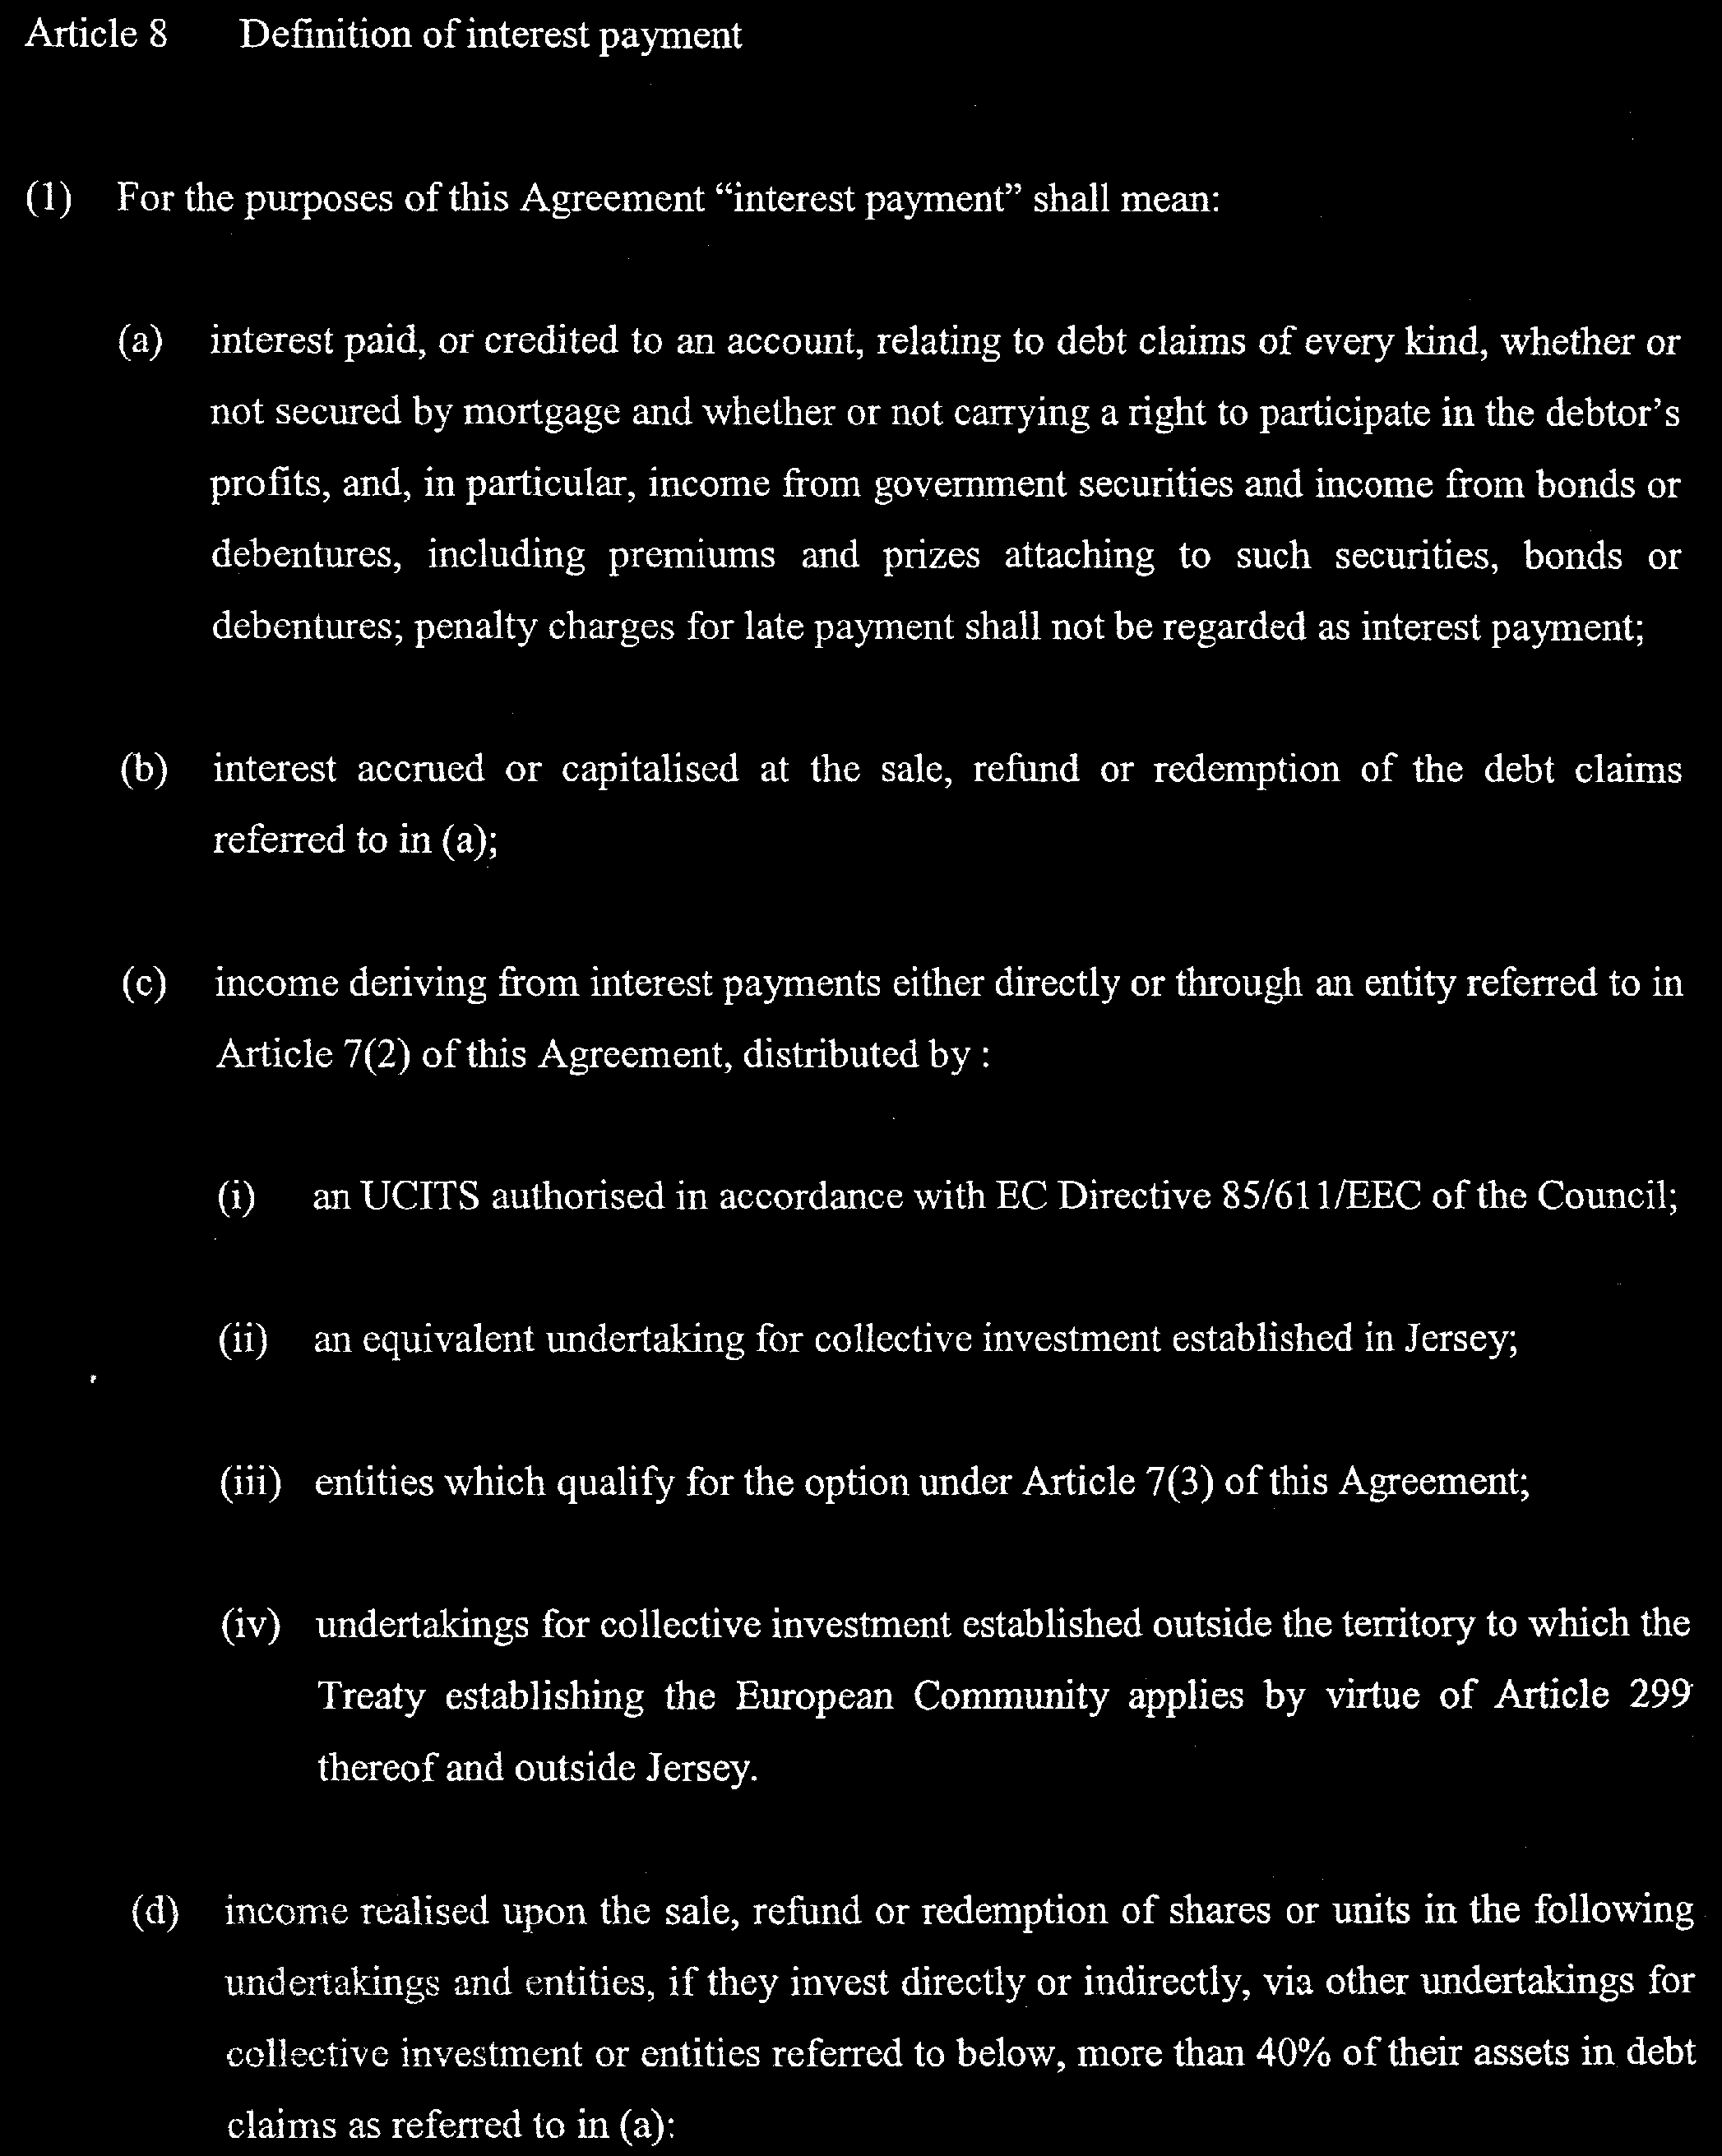 Article 8 Definition of interest payment
(1) For the purposes of this Agreement “interest payment” shall mean:
(a) interest paid, or credited to an account, relating to debt claims of every kind, whether or
not secured by mortgage and whether or not carrying a right to participate in the debtor’s
profits, and, in particular, income from government securities and income from bonds or
debentures, including premiums and prizes attaching to such securities, bonds or
debentures; penalty charges for late payment shall not be regarded as interest payment;
(b) interest accrued or capitalised at the sale, refund or redemption of the debt claims
referred to in (a);
(c) income deriving from interest payments either directly or through an entity referred to in
Article 7(2) of this Agreement, distributed by :
(i) an UCITS authorised in accordance with EC Directive 85/611/EEC of the Council;
(ii) an equivalent undertaking for collective investment established in Jersey;
(iii) entities which qualify for the option under Article 7(3) of this Agreement;
(iv) undertakings for collective investment established outside the territory to which the
Treaty establishing the European Community applies by virtue of Article 299
thereof and outside Jersey.
(d) income realised upon the sale, refund or redemption of shares or units in the following
undertakings and entities, if they invest directly or indirectly, via other undertakings for
collective investment or entities referred to below, more than 40% of their assets in debt
claims as referred to in (a):